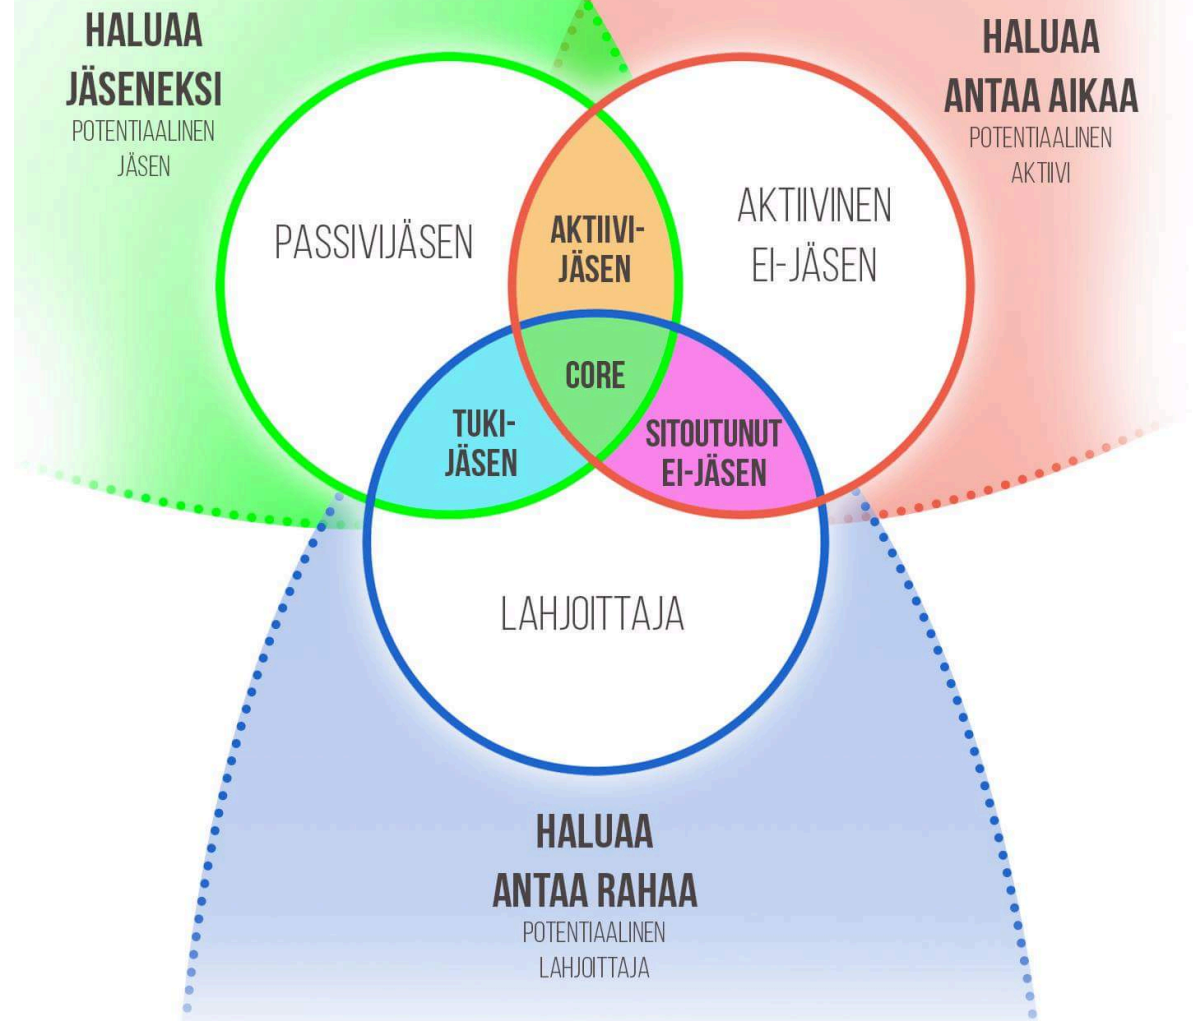 HALUAA
JÄSENEKSI
POTENTIAALINEN
JÄSEN
HALUAA
ANTAA AIKAA
POTENTIAALINEN
AKTIIVI
PASSIVIJÄSEN
AKTIIVI-
JÄSEN
AKTIIVINEN
EI-JÄSEN
CORE
TUKI-
JÄSEN
SITOUTUNUT
EI-JÄSEN
LAHJOITTAJA
HALUAA
ANTAA RAHAA
POTENTIAALINEN
LAHJOITTAJA